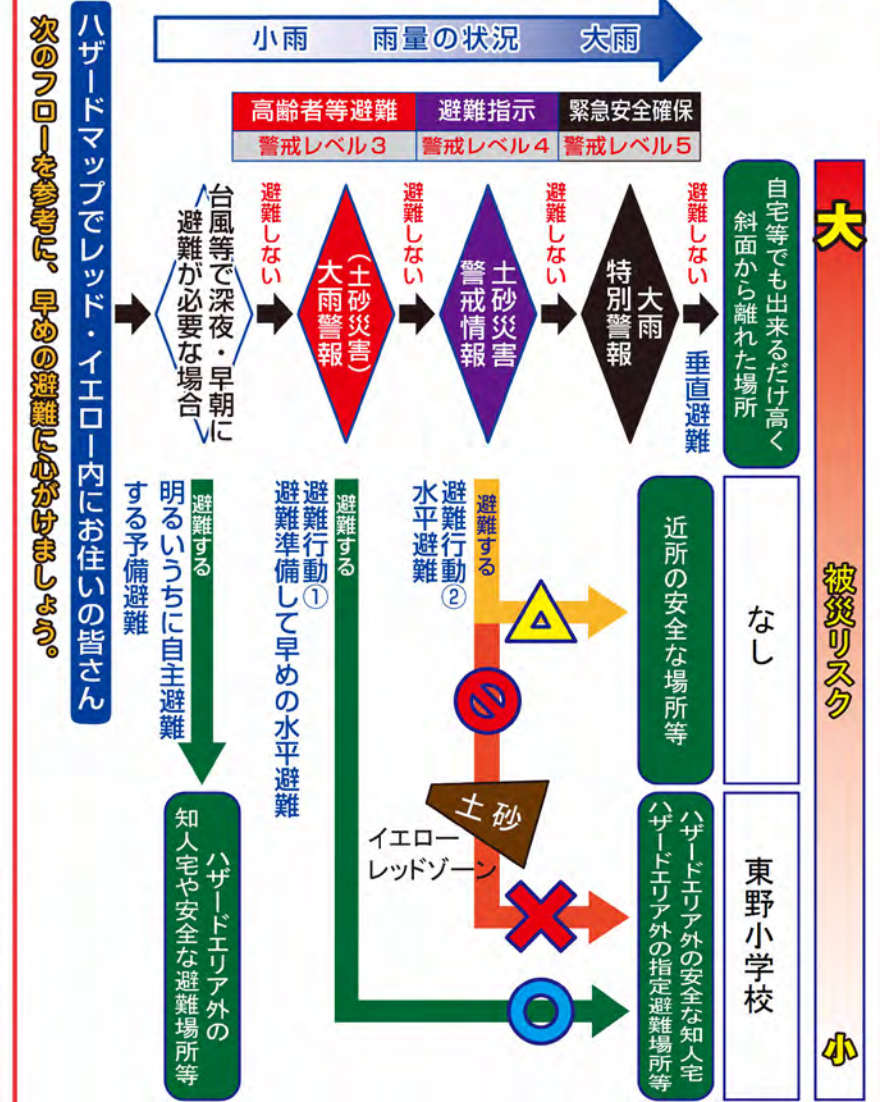 小雨 雨量の状況 大雨
高齢者等避難
避難指示
緊急安全確保
警戒レベル3
警戒レベル4
警戒レベル5
ハザードマップでレッド・イエロー内にお住いの皆さん
次のフローを参考に、早めの避難に心がけましょう。
台風等で深夜・早朝に
避難が必要な場合
避難しない
(土砂災害)
大雨警報
避難しない
土砂災害
警戒情報
避難しない
大雨
特別警報
避難しない
垂直避難
自宅等でも出来るだけ高く
斜面から離れた場所
大
被災リスク
小
避難する
明るいうちに自主避難
する予備避難
ハザードエリア外の
知人宅や安全な避難場所等
避難する
避難行動①
避難準備して早めの水平避難
避難する
避難行動②
水平避難
土砂
イエロー
レッドゾーン
近所の安全な場所等
なし
ハザードエリア外の安全な知人宅
ハザードエリア外の指定避難場所等
東野小学校